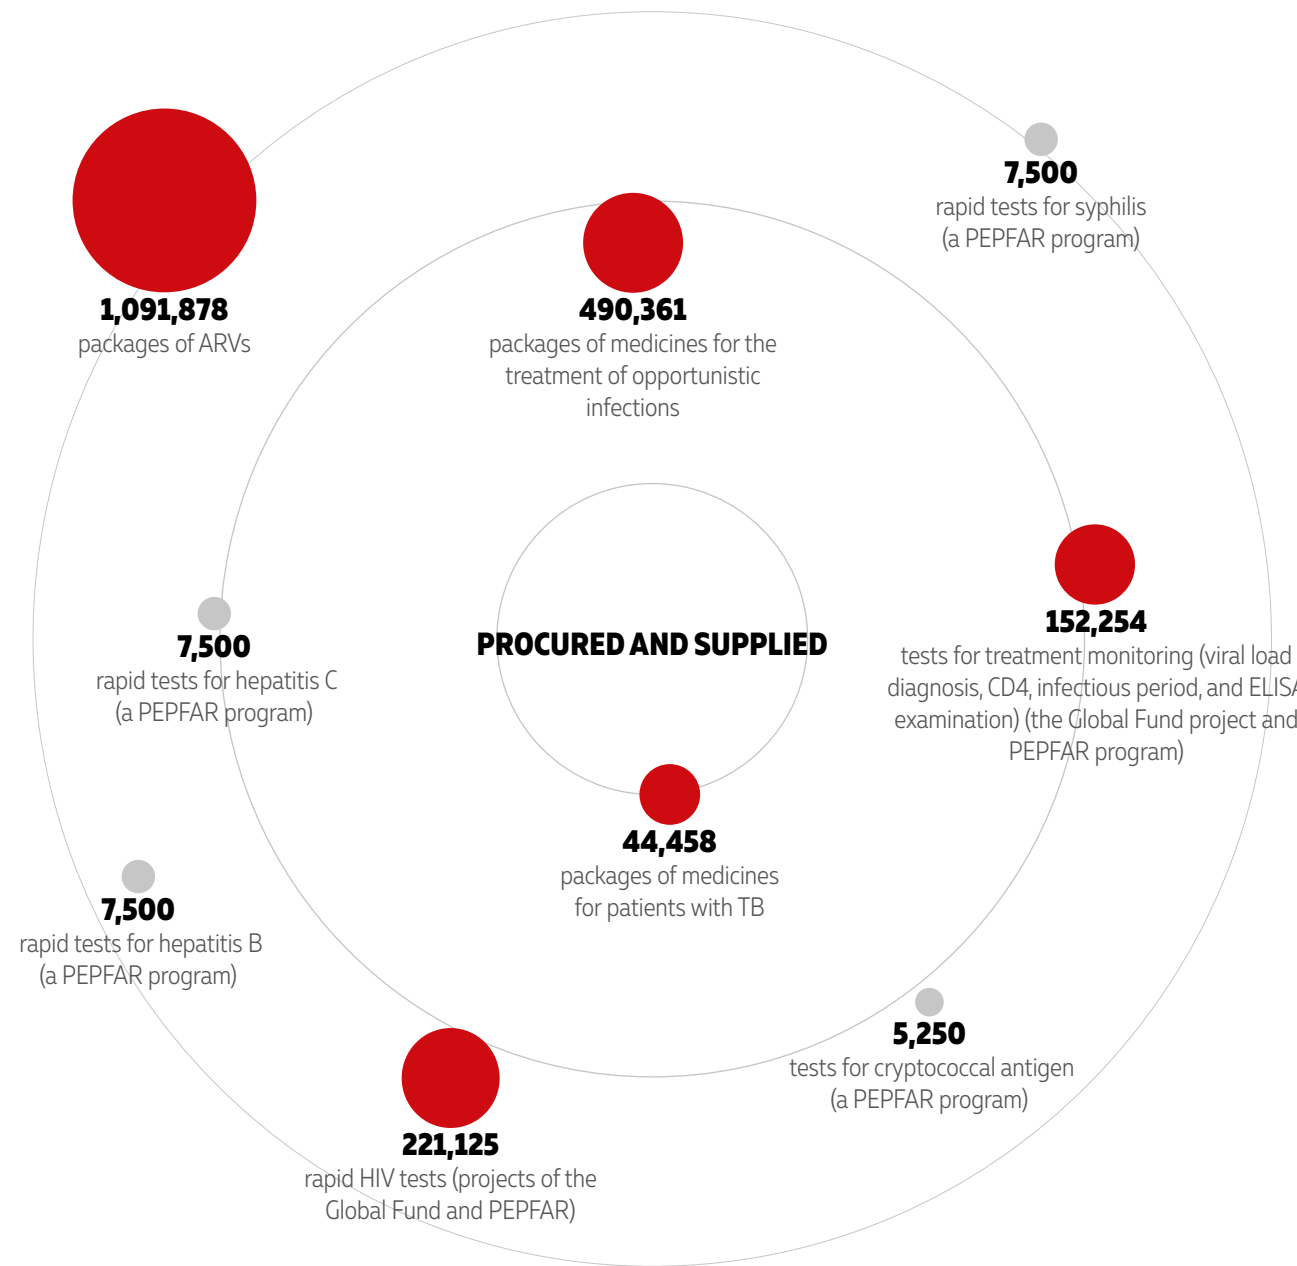 7,500
rapid tests for syphilis
(a PEPFAR program)
1,091,878
packages of ARVs
490,361
packages of medicines for the
treatment of opportunistic
infections
152,254
tests for treatment monitoring (viral load
diagnosis, CD4, infectious period, and ELISA
examination) (the Global Fund project and
PEPFAR program)
7,500
rapid tests for hepatitis C
(a PEPFAR program)
PROCURED AND SUPPLIED
44,458
packages of medicines
for patients with TB
7,500
rapid tests for hepatitis B
(a PEPFAR program)
5,250
tests for cryptococcal antigen
(a PEPFAR program)
221,125
rapid HIV tests (projects of the
Global Fund and PEPFAR)